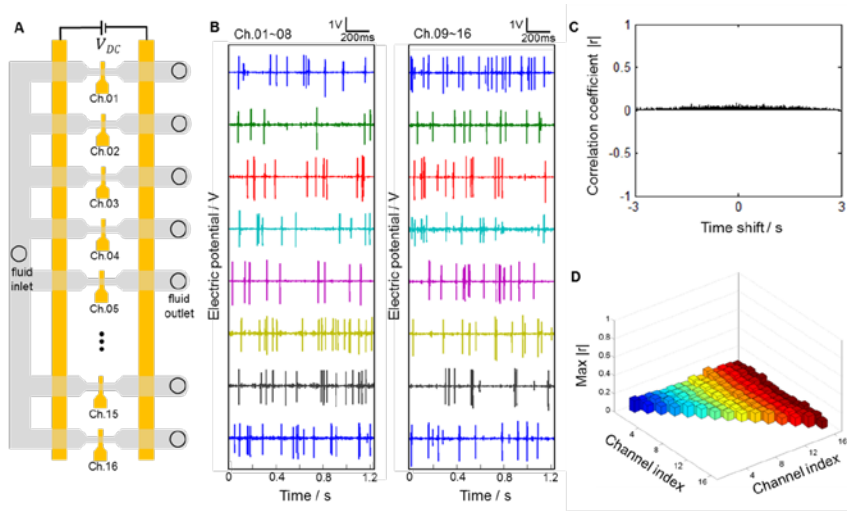 A
V_DC
Ch.01
Ch.02
Ch.03
Ch.04
fluid
inlet
Ch.05
fluid
outlet
Ch.15
Ch.16
B
Ch.01~08
1V
200ms
Ch.09~16
1V
200ms
Electric potential / V
Electric potential / V
0 0.4 0.8 1.2
Time / s
0 0.4 0.8 1.2
Time / s
C
Correlation coefficient |r|
1
0.5
0
-0.5
-1
-3 0 3
Time shift / s
D
Max |r|
1
0.8
0.6
0.4
0.2
0
4
8
12
16
Channel index
4
8
12
16
Channel index